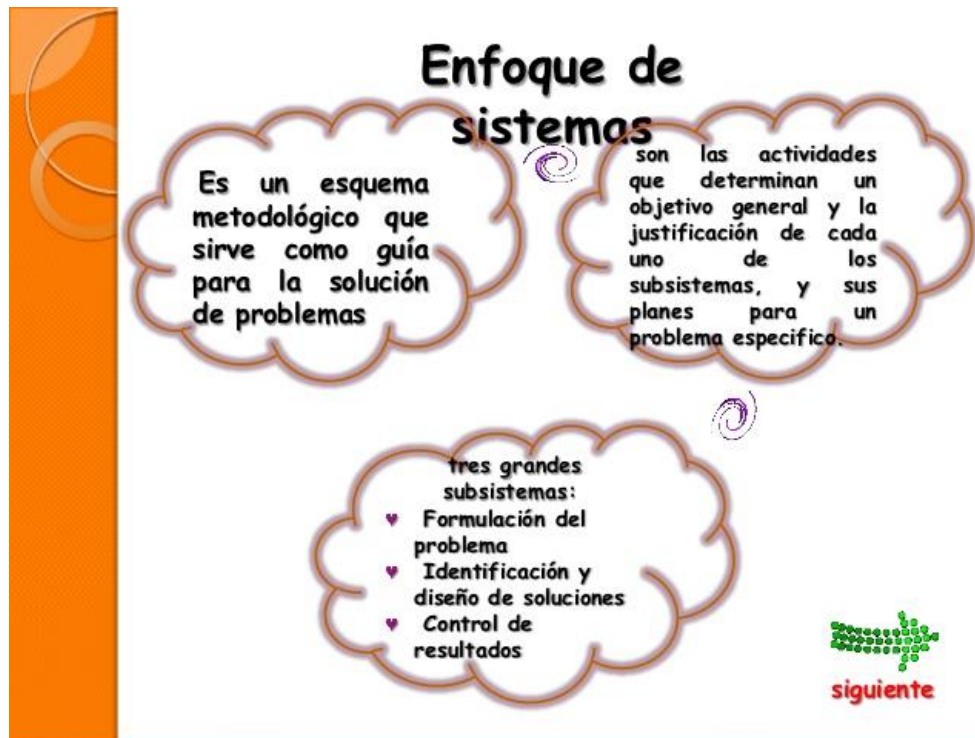 Enfoque de
sistemas
Es un esquema
metodológico que
sirve como guía
para la solución
de problemas
son las actividades
que determinan un
objetivo general y la
justificación de cada
uno de los
subsistemas, y sus
planes para un
problema especifico.
tres grandes
subsistemas:
♥ Formulación del
problema
♥ Identificación y
diseño de soluciones
♥ Control de
resultados
siguiente